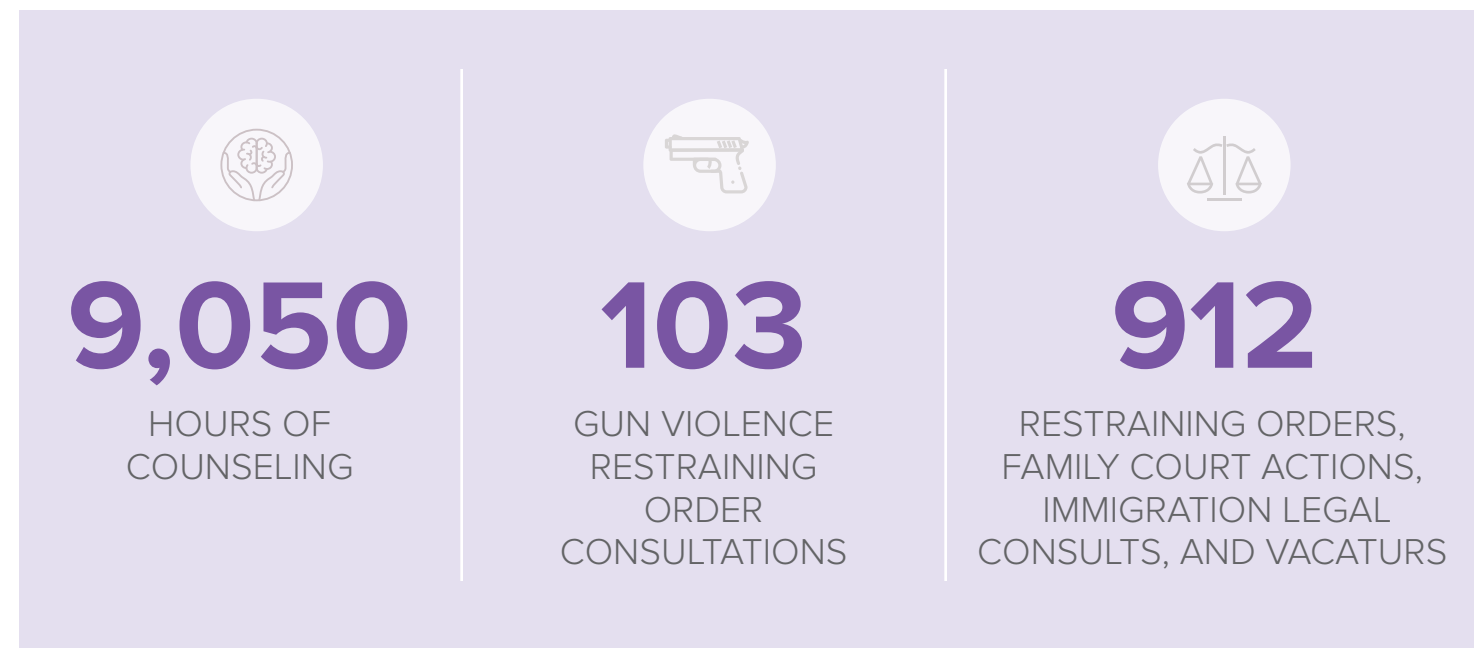 9,050
HOURS OF
COUNSELING
103
GUN VIOLENCE
RESTRAINING
ORDER
CONSULTATIONS
912
RESTRAINING ORDERS,
FAMILY COURT ACTIONS,
IMMIGRATION LEGAL
CONSULTS, AND VACATURS